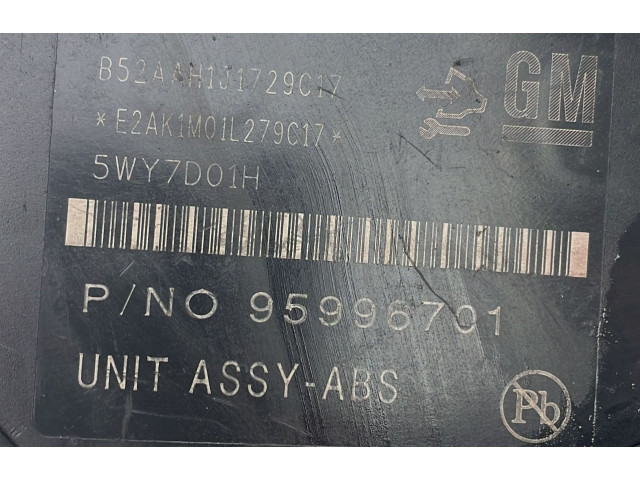 B52AAH1J1729C17
GM
*E2AK1M01L279C17*
5WY7D01H
P/NO 95996701
UNIT ASSY-ABS
Pb